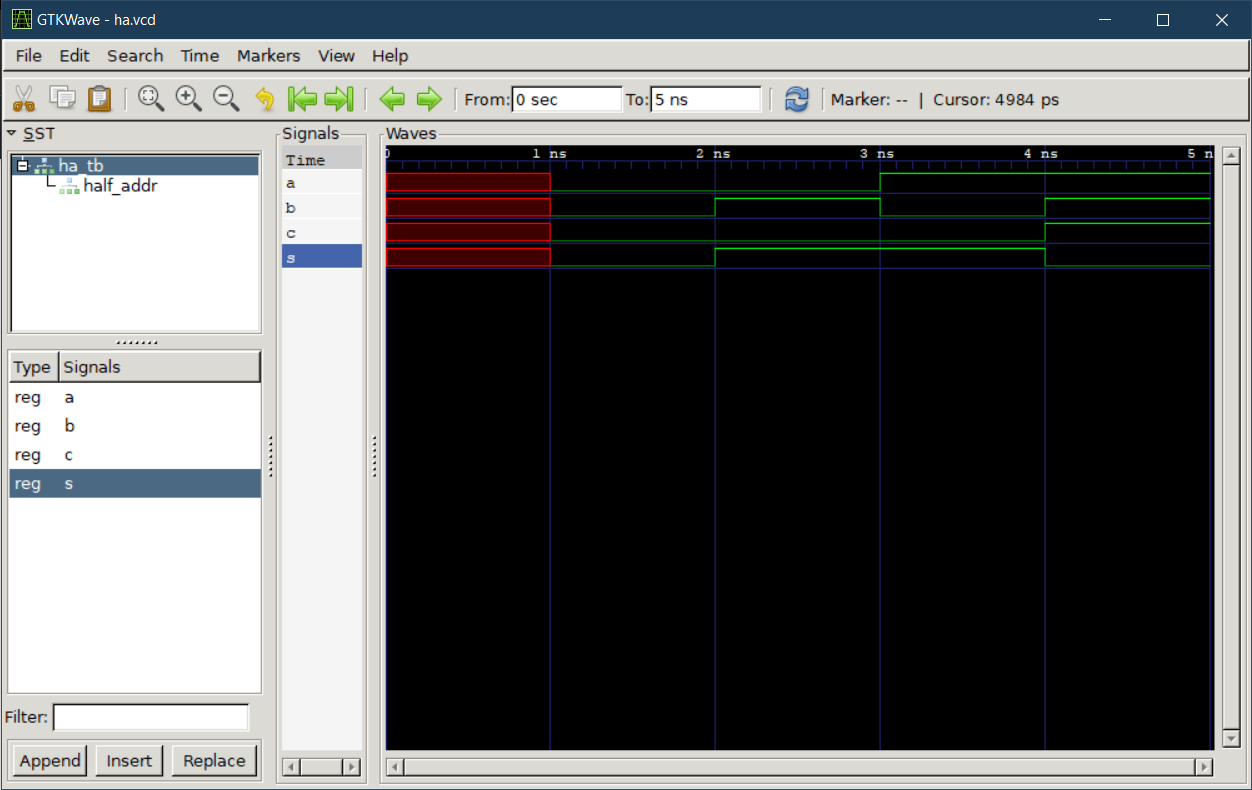 GTKWave - ha.vcd
File Edit Search Time Markers View Help
From: 0 sec To: 5 ns Marker: -- | Cursor: 4984 ps
SST
ha_tb
half_addr
Type Signals
reg a
reg b
reg c
reg s
Filter:
Append Insert Replace
Signals
Time
a
b
c
s
Waves
0 1 ns 2 ns 3 ns 4 ns 5 n